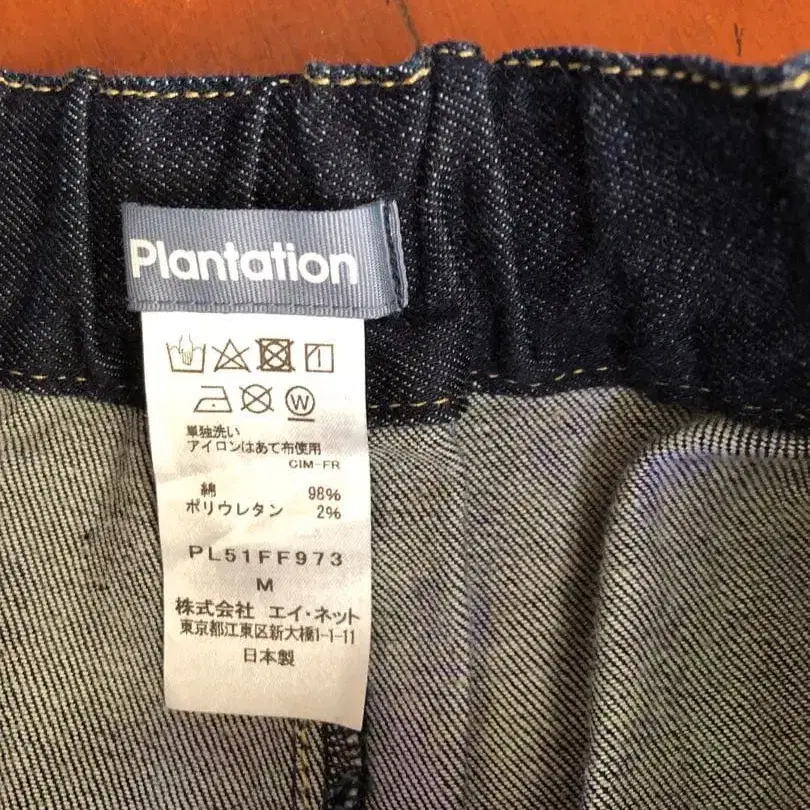 Plantation
W
単独洗い
アイロンはあて布使用
CIM-FR
綿 98%
ポリウレタン 2%
PL51FF973
M
株式会社 エイ・ネット
東京都江東区新大橋1-1-11
日本製